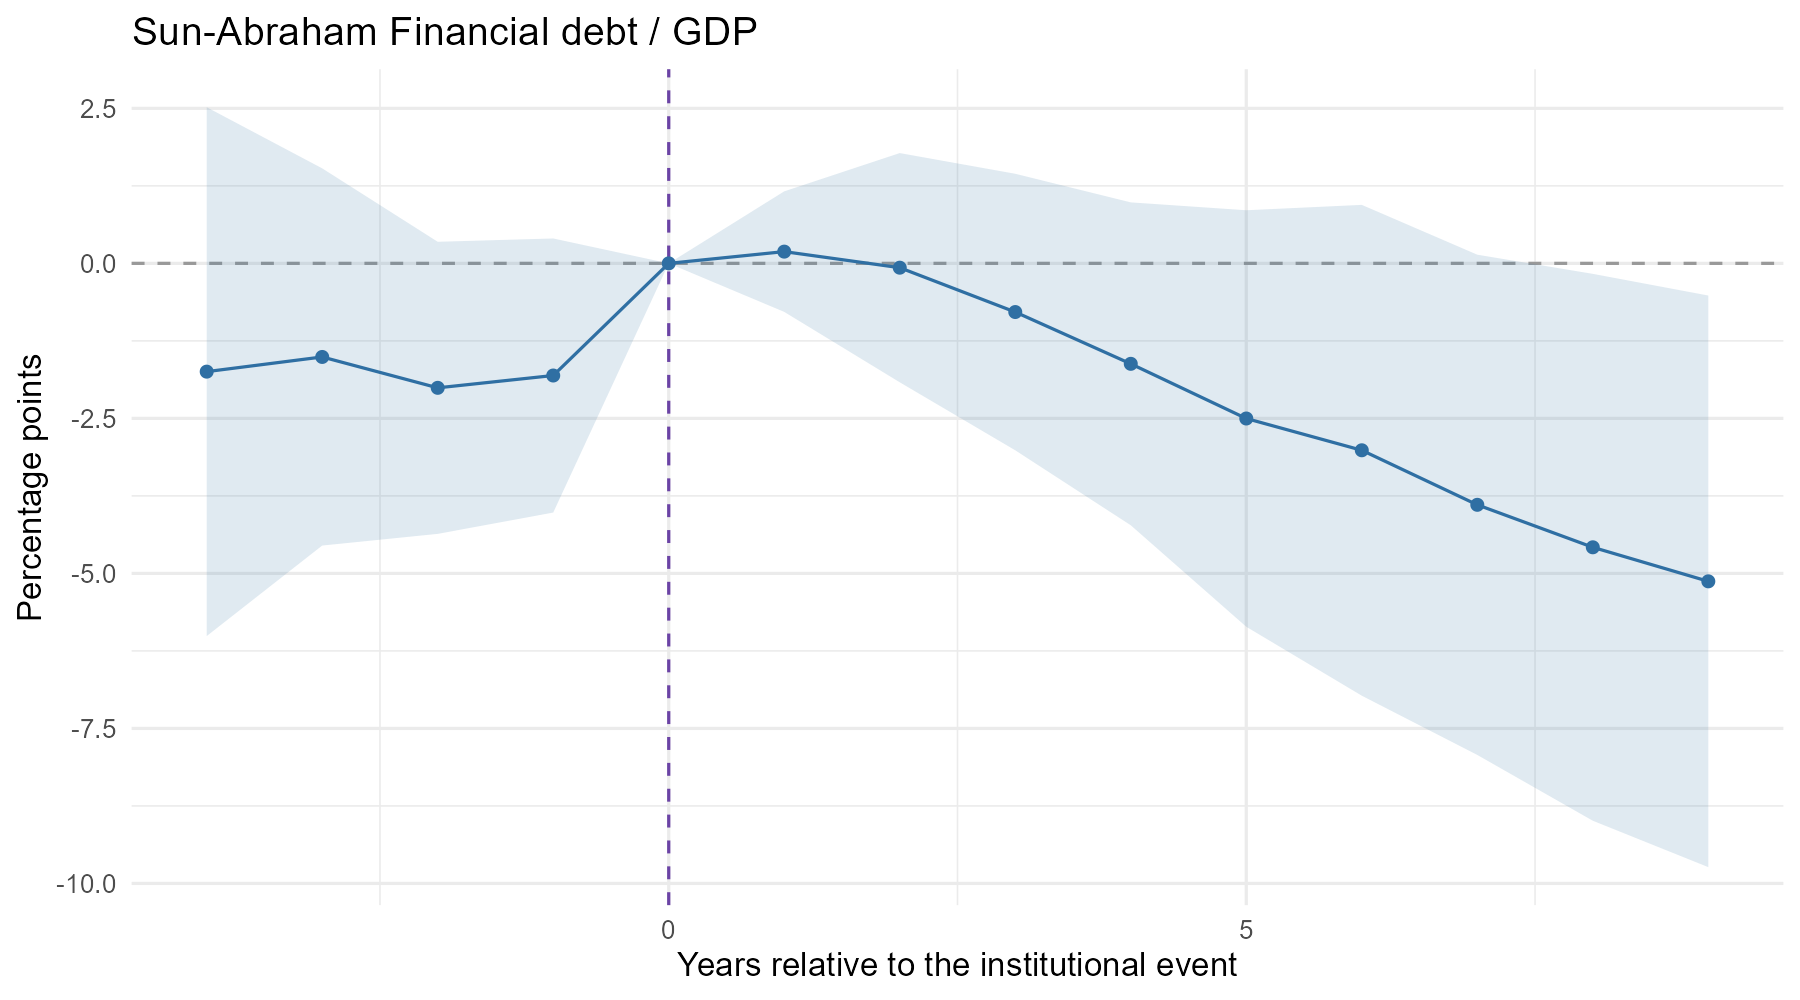 Sun-Abraham Financial debt / GDP
Percentage points
2.5
0.0
-2.5
-5.0
-7.5
-10.0
0
5
Years relative to the institutional event